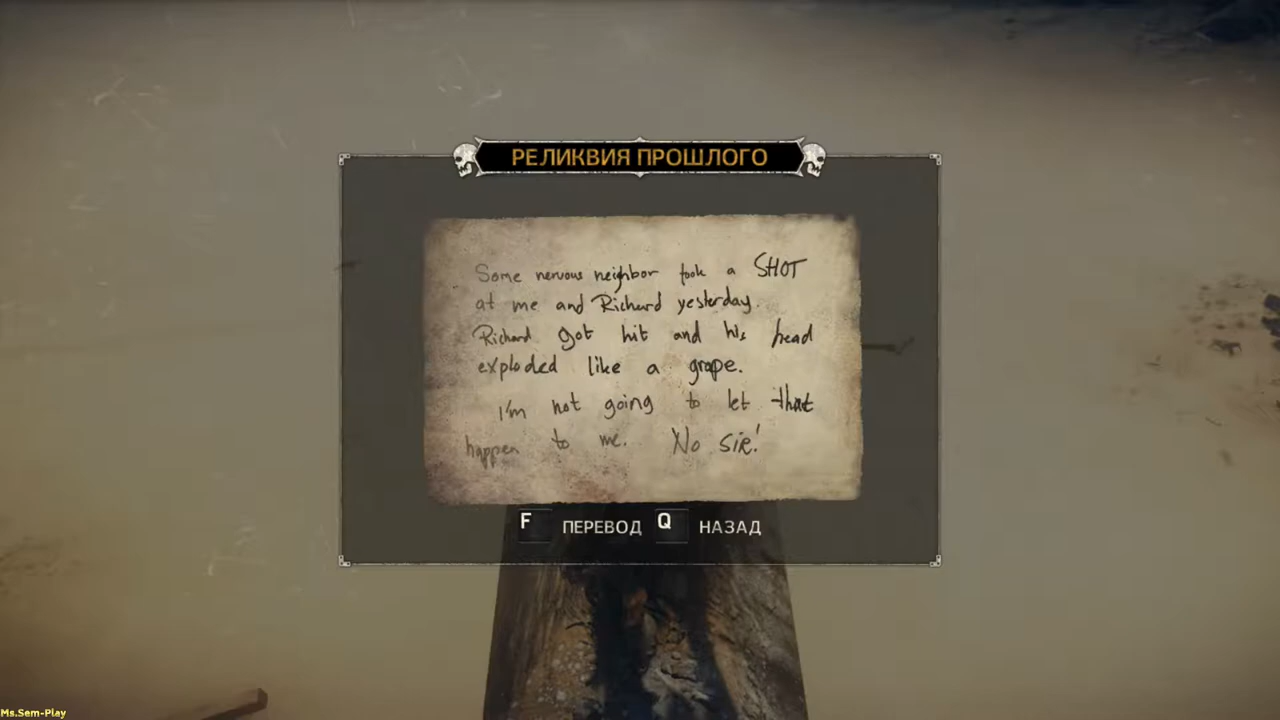 РЕЛИКВИЯ ПРОШЛОГО
Some nervous neighbor took a SHOT
at me and Richard yesterday.
Richard got hit and his head
exploded like a grape.
I'm not going to let that
happen to me. No sir!
F ПЕРЕВОД Q НАЗАД
Ms.Sem-Play